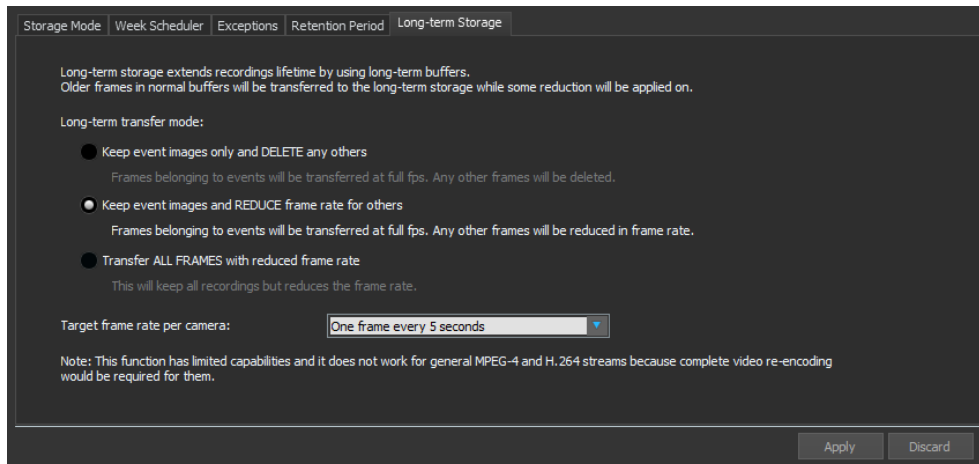 Storage Mode Week Scheduler Exceptions Retention Period Long-term Storage
Long-term storage extends recordings lifetime by using long-term buffers.
Older frames in normal buffers will be transferred to the long-term storage while some reduction will be applied on.
Long-term transfer mode:
Keep event images only and DELETE any others
Frames belonging to events will be transferred at full fps. Any other frames will be deleted.
Keep event images and REDUCE frame rate for others
Frames belonging to events will be transferred at full fps. Any other frames will be reduced in frame rate.
Transfer ALL FRAMES with reduced frame rate
This will keep all recordings but reduces the frame rate.
Target frame rate per camera: One frame every 5 seconds
Note: This function has limited capabilities and it does not work for general MPEG-4 and H.264 streams because complete video re-encoding
would be required for them.
Apply Discard